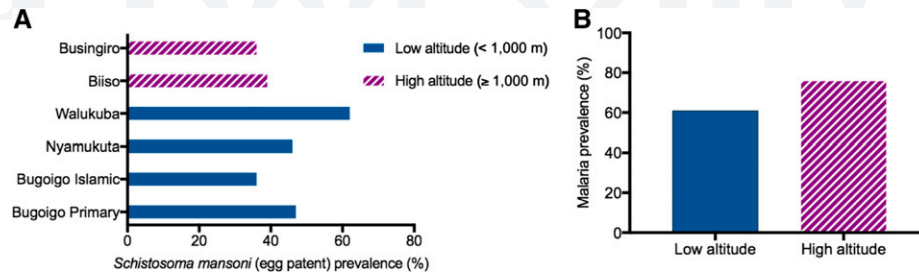 A
Busingiro
Biiso
Walukuba
Nyamukuta
Bugoigo Islamic
Bugoigo Primary
0 20 40 60 80
Schistosoma mansoni (egg patent) prevalence (%)
Low altitude (< 1,000 m)
High altitude (≥ 1,000 m)
B
Malaria prevalence (%)
100
80
60
40
20
0
Low altitude High altitude